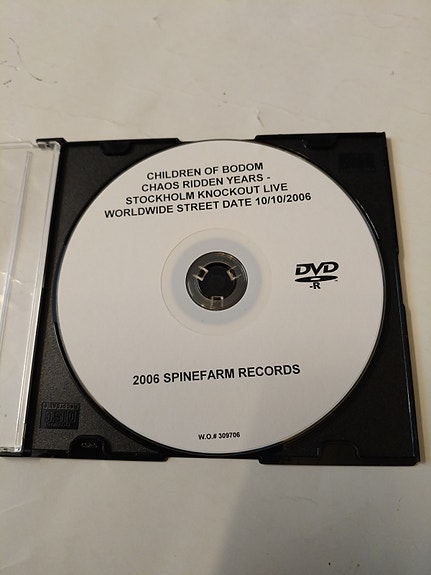 CHILDREN OF BODOM
CHAOS RIDDEN YEARS -
STOCKHOLM KNOCKOUT LIVE
WORLDWIDE STREET DATE 10/10/2006
DVD
-R
2006 SPINEFARM RECORDS
W.O.# 309706